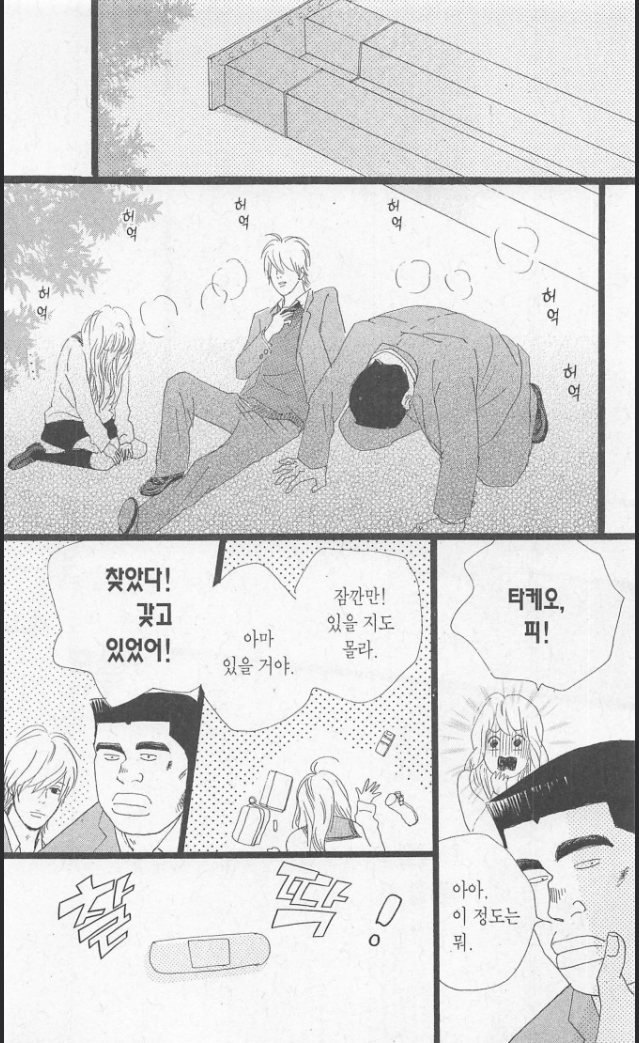 허
억
허
억
허
억
허
억
허
억
허
억
타케오,
피!
아아,
이 정도는
뭐.
잠깐만!
있을 지도
몰라.
아마
있을 거야.
찾았다!
갖고
있었어!
찰
싹!